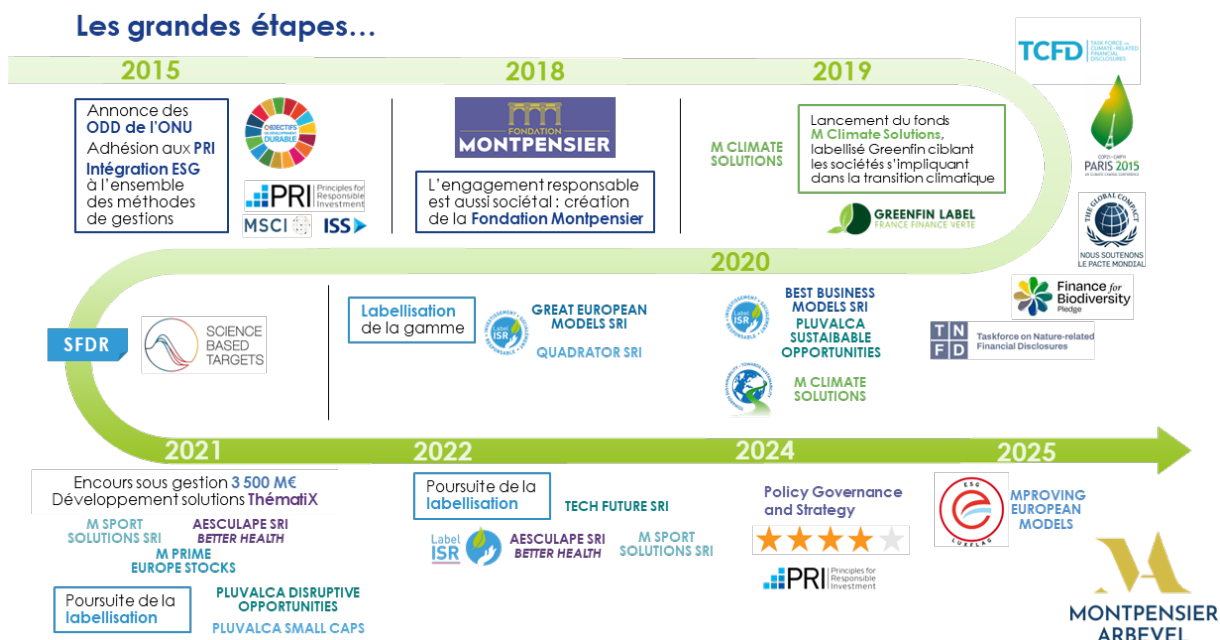 Les grandes étapes...
2015
2018
2019
TCFD
TASK FORCE ON
CLIMATE-RELATED
FINANCIAL
DISCLOSURES
Annonce des
ODD de l'ONU
Adhésion aux PRI
Intégration ESG
à l'ensemble
des méthodes
de gestions
OBJECTIFS
DE DÉVELOPPEMENT
DURABLE
PRI
Principles for
Responsible
Investment
MSCI
ISS
FONDATION
MONTPENSIER
L'engagement responsable
est aussi sociétal : création
de la Fondation Montpensier
M CLIMATE
SOLUTIONS
Lancement du fonds
M Climate Solutions,
labellisé Greenfin ciblant
les sociétés s'impliquant
dans la transition climatique
GREENFIN LABEL
FRANCE FINANCE VERTE
PARIS 2015
THE GLOBAL COMPACT
NOUS SOUTENONS
LE PACTE MONDIAL
2020
Finance for
Biodiversity
Pledge
TNFD
Taskforce on Nature-related
Financial Disclosures
SFDR
SCIENCE
BASED
TARGETS
Labellisation
de la gamme
Label
ISR
GREAT EUROPEAN
MODELS SRI
QUADRATOR SRI
Label
ISR
BEST BUSINESS
MODELS SRI
PLUVALCA
SUSTAIBABLE
OPPORTUNITIES
M CLIMATE
SOLUTIONS
2021
2022
2024
2025
Encours sous gestion 3 500 M€
Développement solutions ThématiX
M SPORT
SOLUTIONS SRI
AESCULAPE SRI
BETTER HEALTH
M PRIME
EUROPE STOCKS
Poursuite de la
labellisation
PLUVALCA DISRUPTIVE
OPPORTUNITIES
PLUVALCA SMALL CAPS
Poursuite de la
labellisation
TECH FUTURE SRI
Label
ISR
AESCULAPE SRI
BETTER HEALTH
M SPORT
SOLUTIONS SRI
Policy Governance
and Strategy
PRI
Principles for
Responsible
Investment
ESG
LUXFLAG
MPROVING
EUROPEAN
MODELS
MONTPENSIER
ARBEVEL